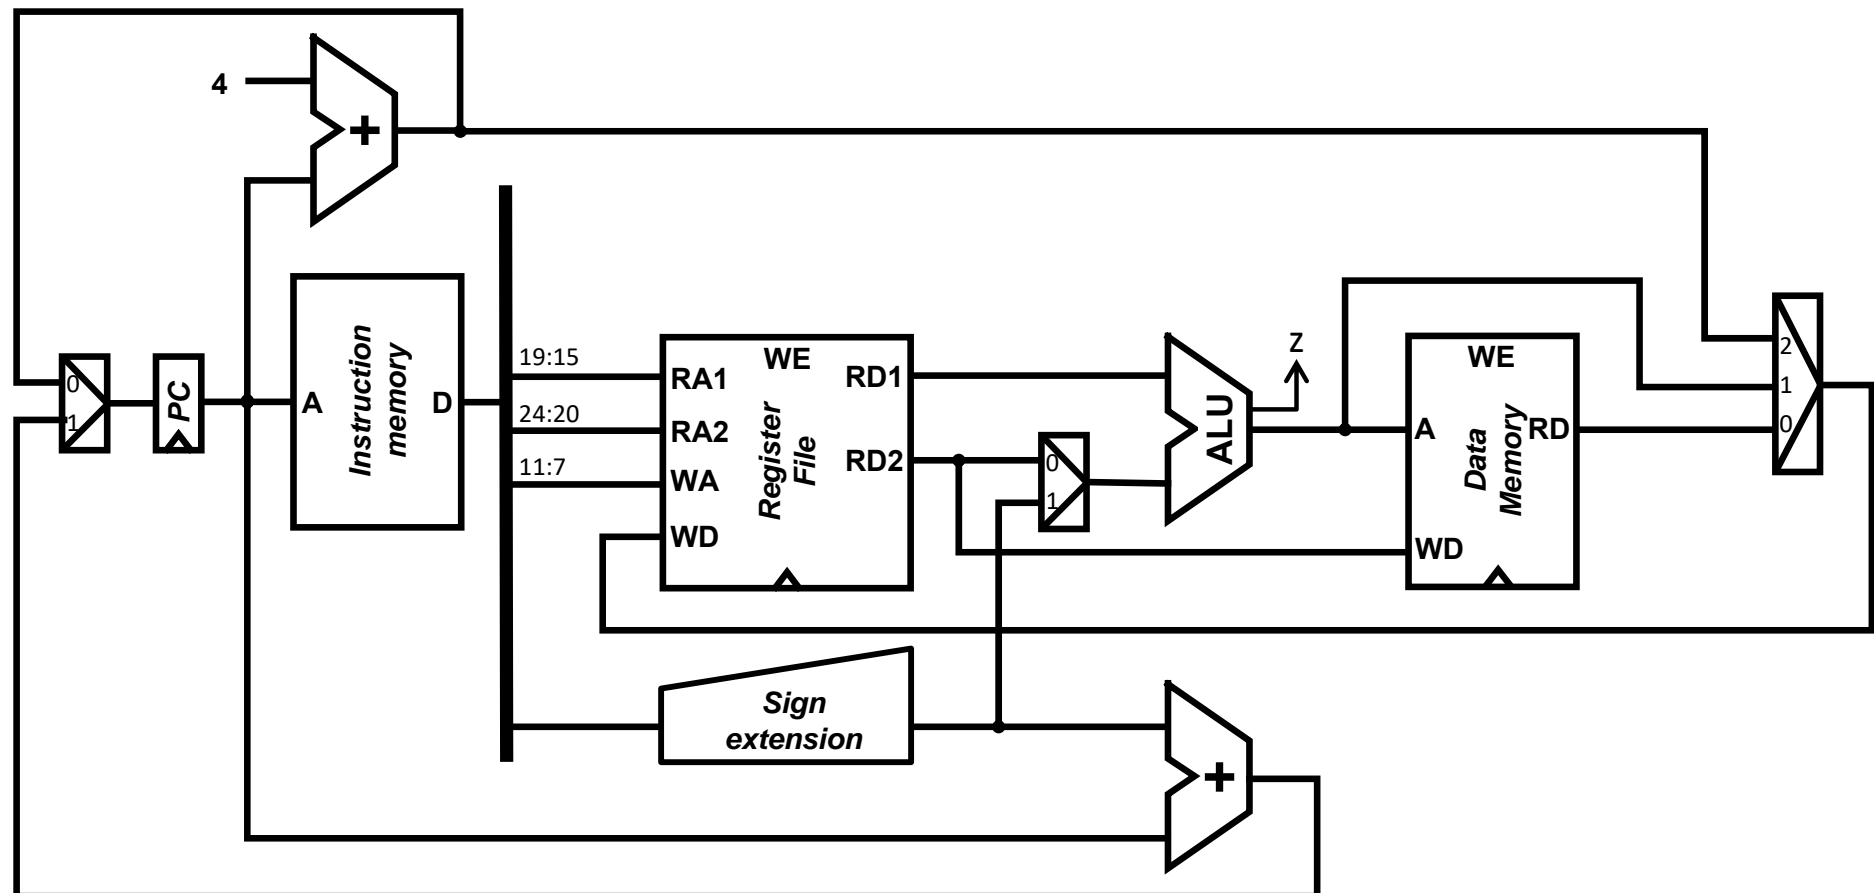 4
+
0
1
PC
A
Instruction
memory
D
19:15
24:20
11:7
RA1
RA2
WA
WD
WE
Register
File
RD1
RD2
0
1
ALU
Z
A
WD
WE
Data
Memory
RD
2
1
0
Sign
extension
+